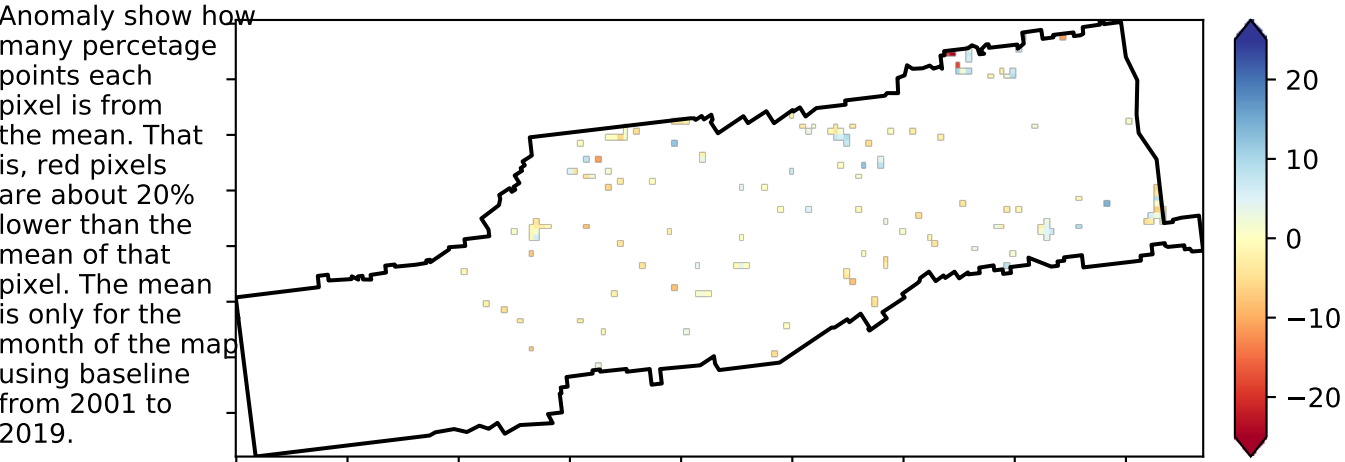 Anomaly show how
many percetage
points each
pixel is from
the mean. That
is, red pixels
are about 20%
lower than the
mean of that
pixel. The mean
is only for the
month of the map
using baseline
from 2001 to
2019.
20
10
0
−10
−20